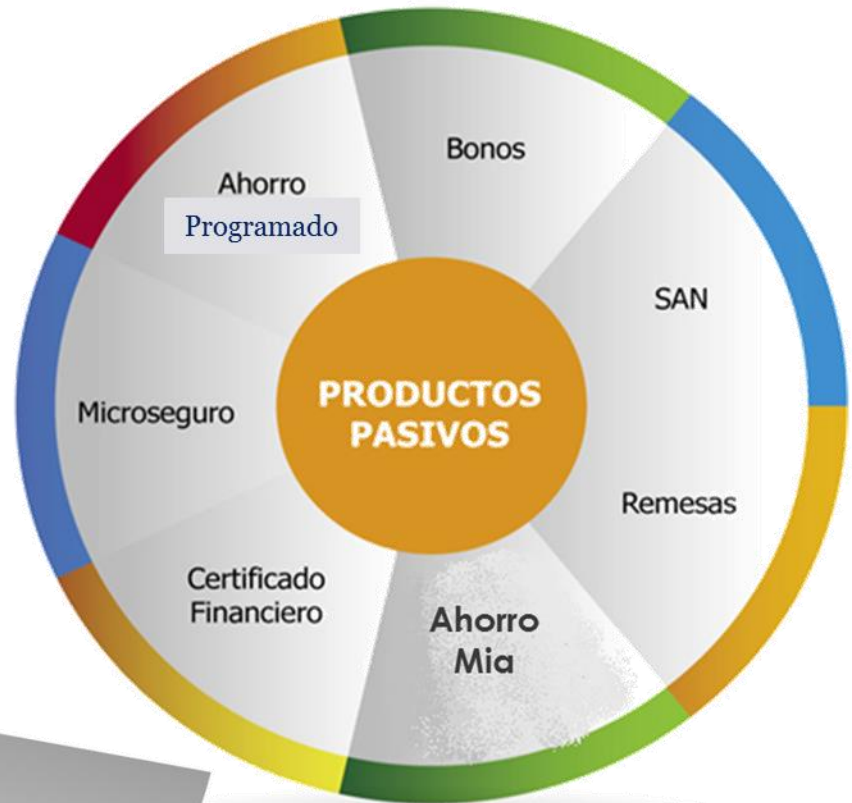 Bonos
Ahorro
Programado
SAN
PRODUCTOS
PASIVOS
Microseguro
Remesas
Certificado
Financiero
Ahorro
Mia